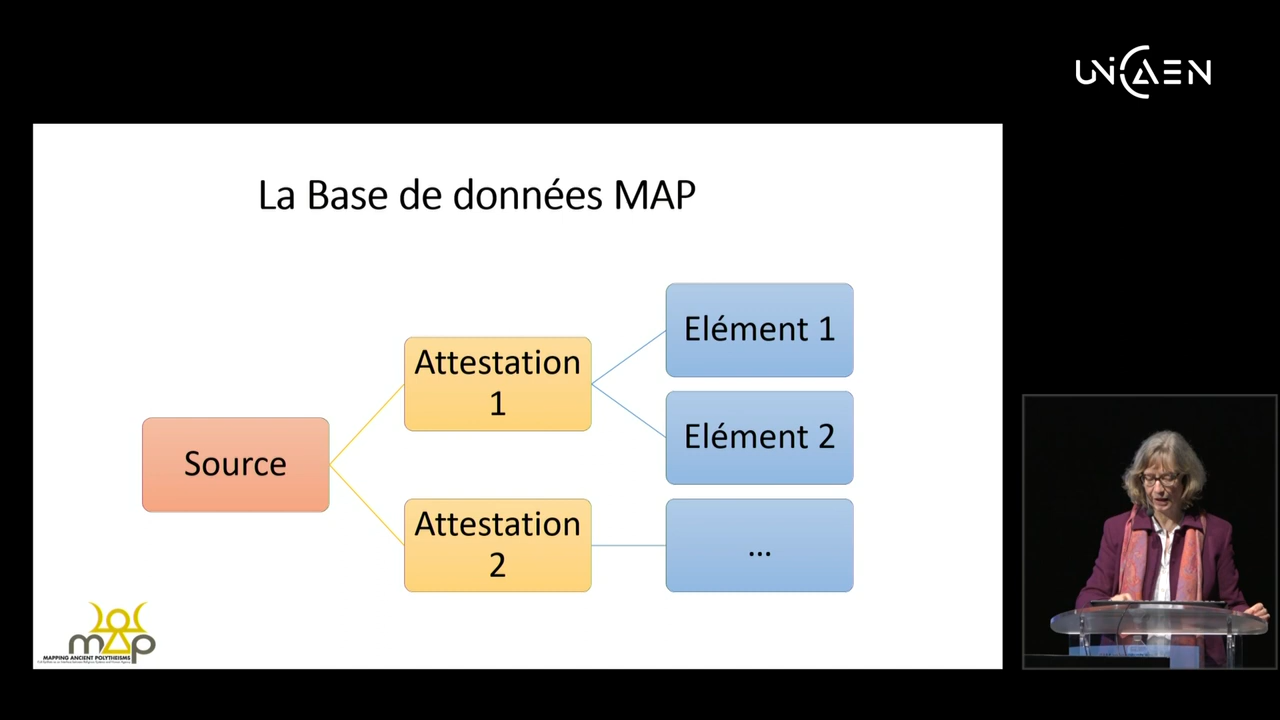 UNICAEN
La Base de données MAP
Elément 1
Attestation
1
Elément 2
Source
Attestation
2
...
map
MAPPING ANCIENT POLYTHEISMS